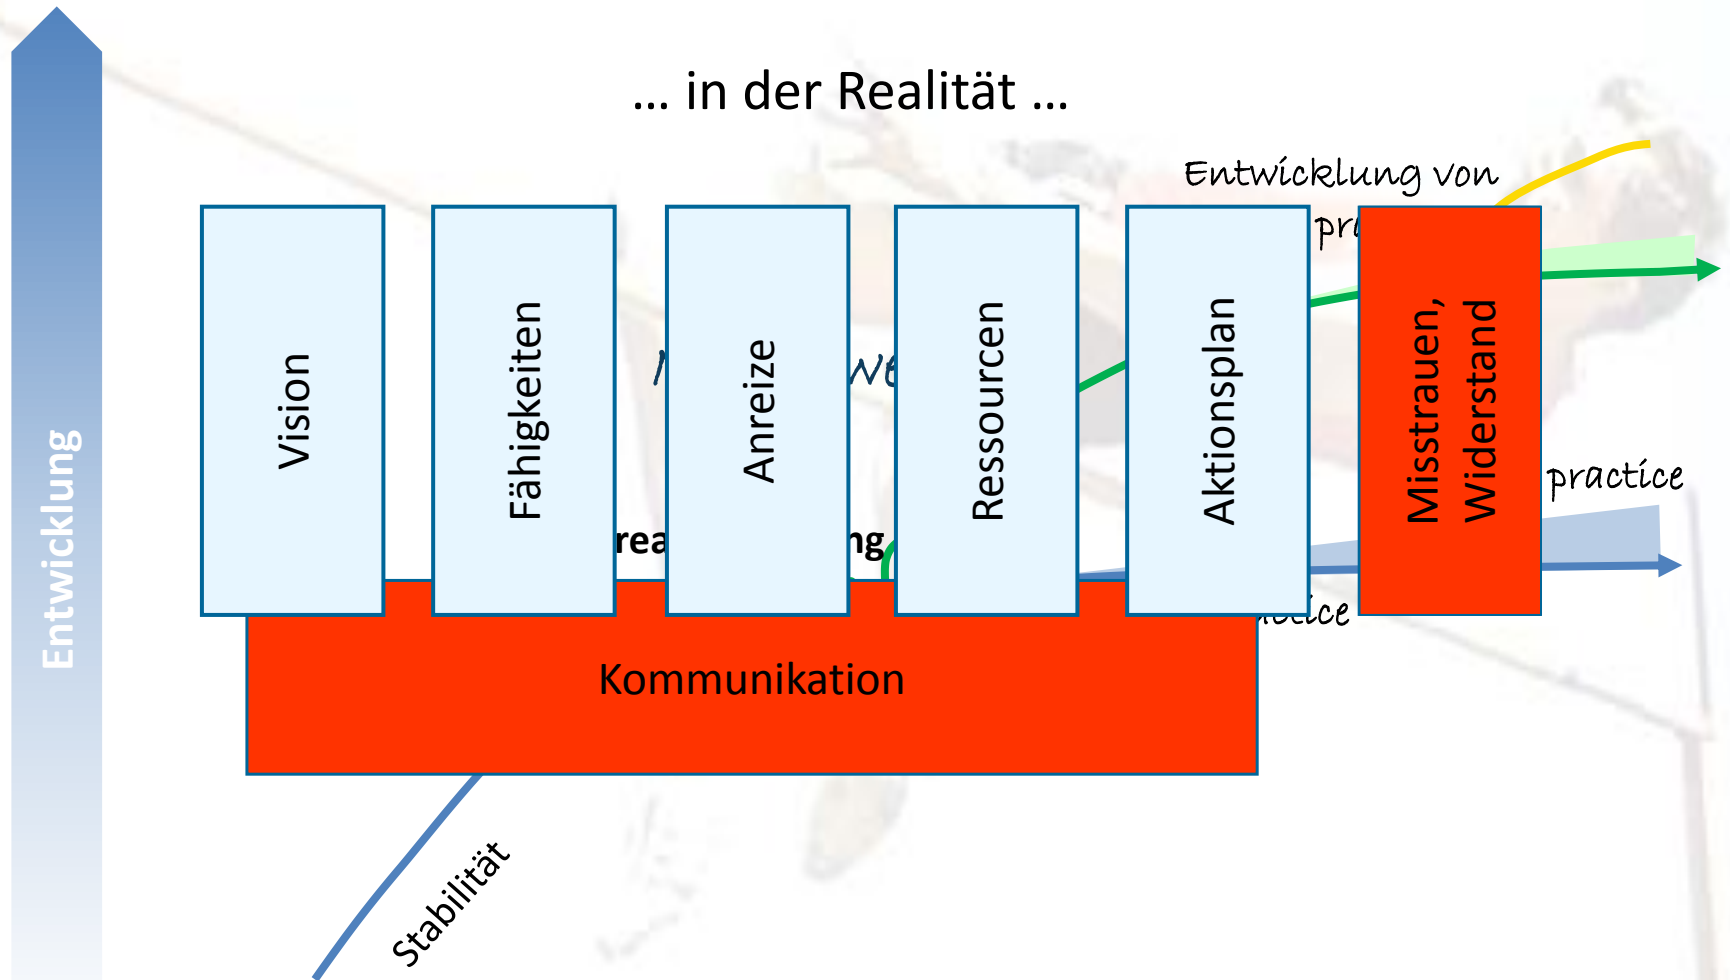 … in der Realität …
Entwicklung von
Vision
Fähigkeiten
Anreize
Ressourcen
Aktionsplan
Misstrauen,
Widerstand
practice
Kommunikation
Stabilität
Entwicklung